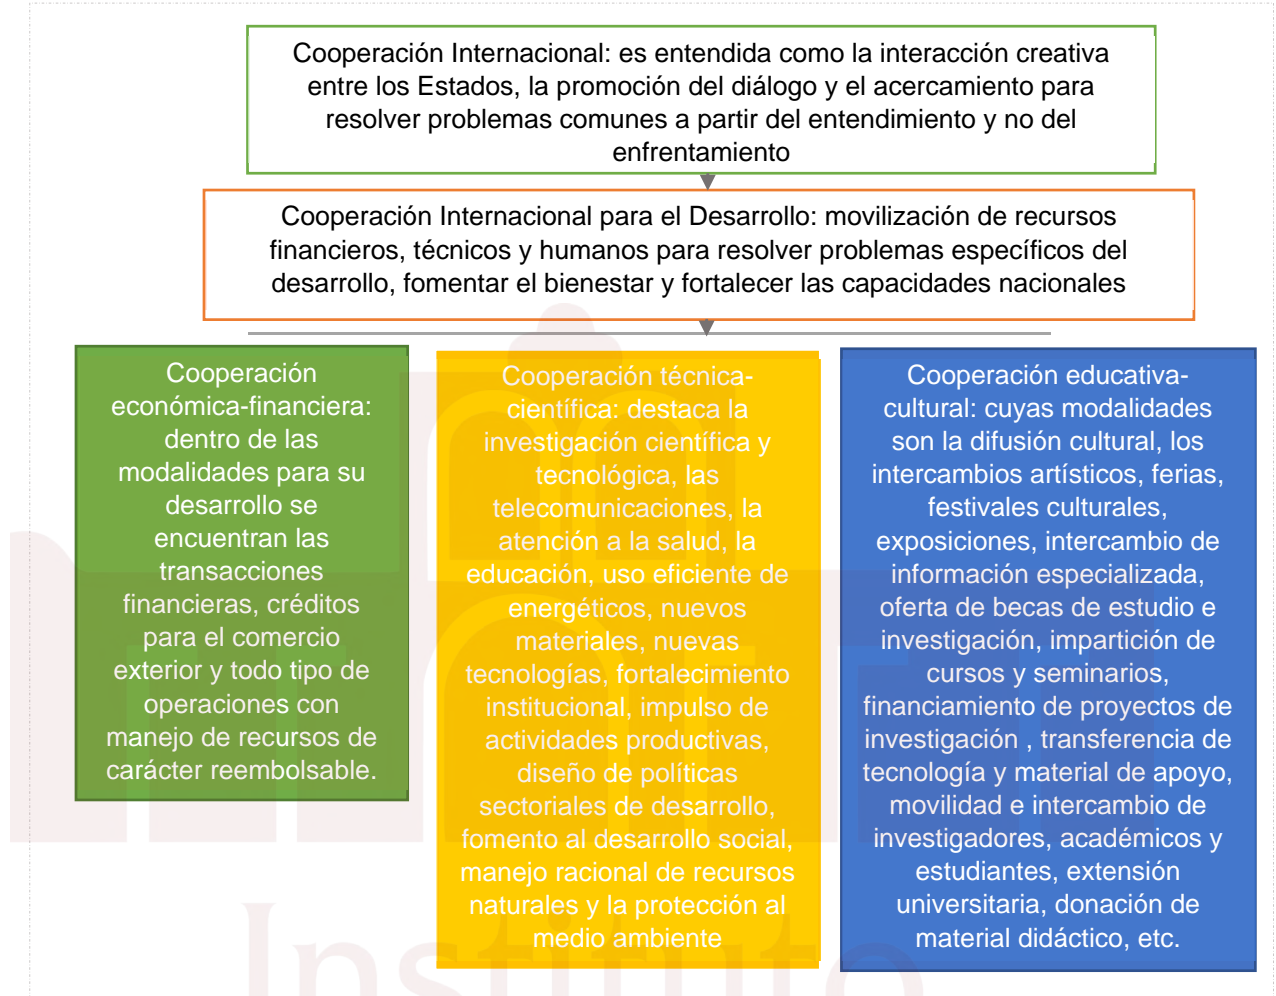 Cooperación Internacional: es entendida como la interacción creativa
entre los Estados, la promoción del diálogo y el acercamiento para
resolver problemas comunes a partir del entendimiento y no del
enfrentamiento
Cooperación Internacional para el Desarrollo: movilización de recursos
financieros, técnicos y humanos para resolver problemas específicos del
desarrollo, fomentar el bienestar y fortalecer las capacidades nacionales
Cooperación
económica-financiera:
dentro de las
modalidades para su
desarrollo se
encuentran las
transacciones
financieras, créditos
para el comercio
exterior y todo tipo de
operaciones con
manejo de recursos de
carácter reembolsable.
Cooperación técnica-
científica: destaca la
investigación científica y
tecnológica, las
telecomunicaciones, la
atención a la salud, la
educación, uso eficiente de
energéticos, nuevos
materiales, nuevas
tecnologías, fortalecimiento
institucional, impulso de
actividades productivas,
diseño de políticas
sectoriales de desarrollo,
fomento al desarrollo social,
manejo racional de recursos
naturales y la protección al
medio ambiente
Cooperación educativa-
cultural: cuyas modalidades
son la difusión cultural, los
intercambios artísticos, ferias,
festivales culturales,
exposiciones, intercambio de
información especializada,
oferta de becas de estudio e
investigación, impartición de
cursos y seminarios,
financiamiento de proyectos de
investigación , transferencia de
tecnología y material de apoyo,
movilidad e intercambio de
investigadores, académicos y
estudiantes, extensión
universitaria, donación de
material didáctico, etc.
Instituto